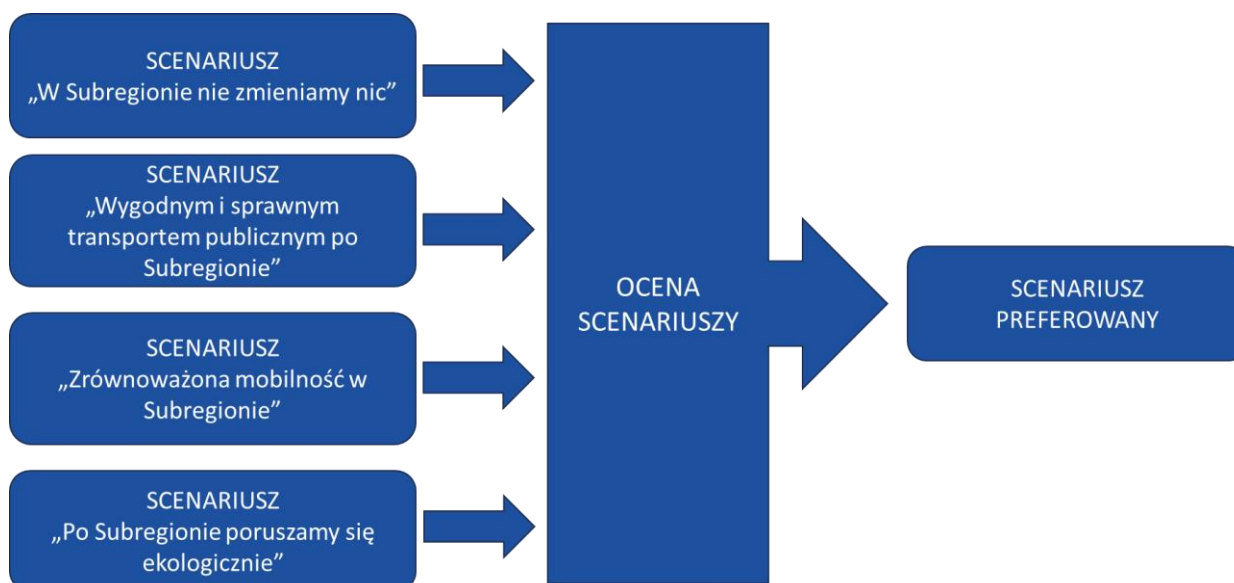 SCENARIUSZ
„W Subregionie nie zmieniamy nic”
SCENARIUSZ
„Wygodnym i sprawnym
transportem publicznym po
Subregionie”
SCENARIUSZ
„Zrównoważona mobilność w
Subregionie”
SCENARIUSZ
„Po Subregionie poruszamy się
ekologicznie”
OCENA
SCENARIUSZY
SCENARIUSZ
PREFEROWANY